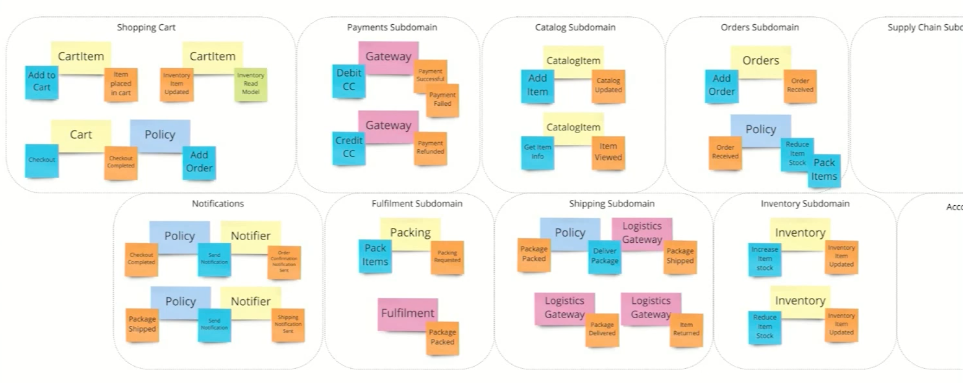 Shopping Cart
CartItem
Add to
Cart
Item
placed
in cart
CartItem
Inventory
Item
Updated
Inventory
Read
Model
Cart
Checkout
Checkout
Completed
Policy
Add
Order
Payments Subdomain
Gateway
Debit
CC
Payment
Successful
Payment
Failed
Gateway
Credit
CC
Payment
Refunded
Catalog Subdomain
CatalogItem
Add
Item
Catalog
Updated
CatalogItem
Get Item
Info
Item
Viewed
Orders Subdomain
Orders
Add
Order
Order
Received
Policy
Order
Received
Reduce
Item
Stock
Pack
Items
Supply Chain Subd
Notifications
Policy
Notifier
Checkout
Completed
Send
Notification
Order
Confirmation
Notification
Sent
Policy
Notifier
Package
Shipped
Send
Notification
Shipping
Notification
Sent
Fulfilment Subdomain
Packing
Pack
Items
Packing
Requested
Fulfilment
Package
Packed
Shipping Subdomain
Policy
Package
Packed
Deliver
Package
Logistics
Gateway
Package
Shipped
Logistics
Gateway
Package
Delivered
Logistics
Gateway
Item
Returned
Inventory Subdomain
Inventory
Increase
Item
stock
Inventory
Item
Updated
Inventory
Reduce
Item
Stock
Inventory
Item
Updated
Acc